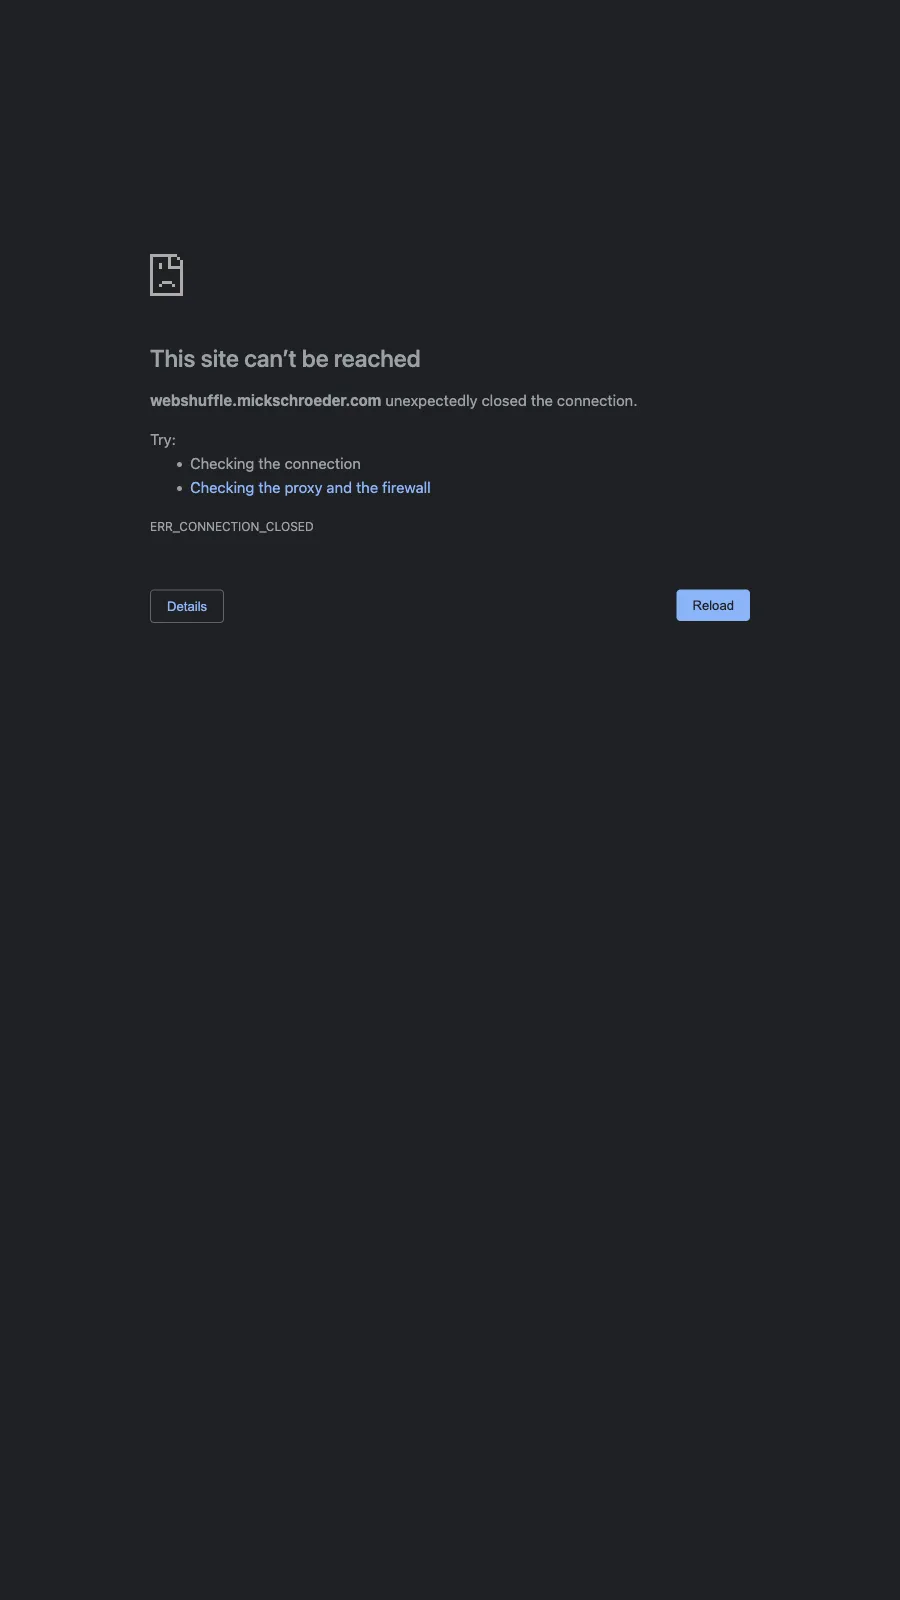 This site can’t be reached
webshuffle.mickschroeder.com unexpectedly closed the connection.
Try:
• Checking the connection
• Checking the proxy and the firewall
ERR_CONNECTION_CLOSED
Details
Reload